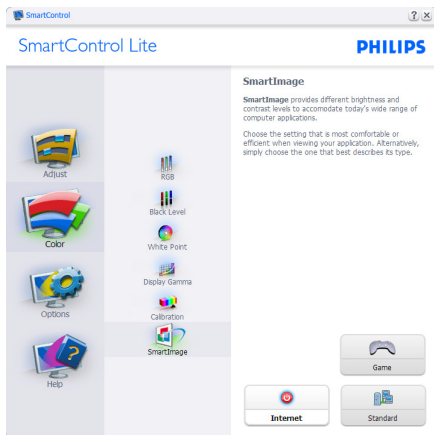 SmartControl
SmartControl Lite
PHILIPS
Adjust
Color
Options
Help
RGB
Black Level
White Point
Display Gamma
Calibration
SmartImage
SmartImage
SmartImage provides different brightness and
contrast levels to accomodate today's wide range of
computer applications.
Choose the setting that is most comfortable or
efficient when viewing your application. Alternatively,
simply choose the one that best describes its type.
Game
Internet
Standard